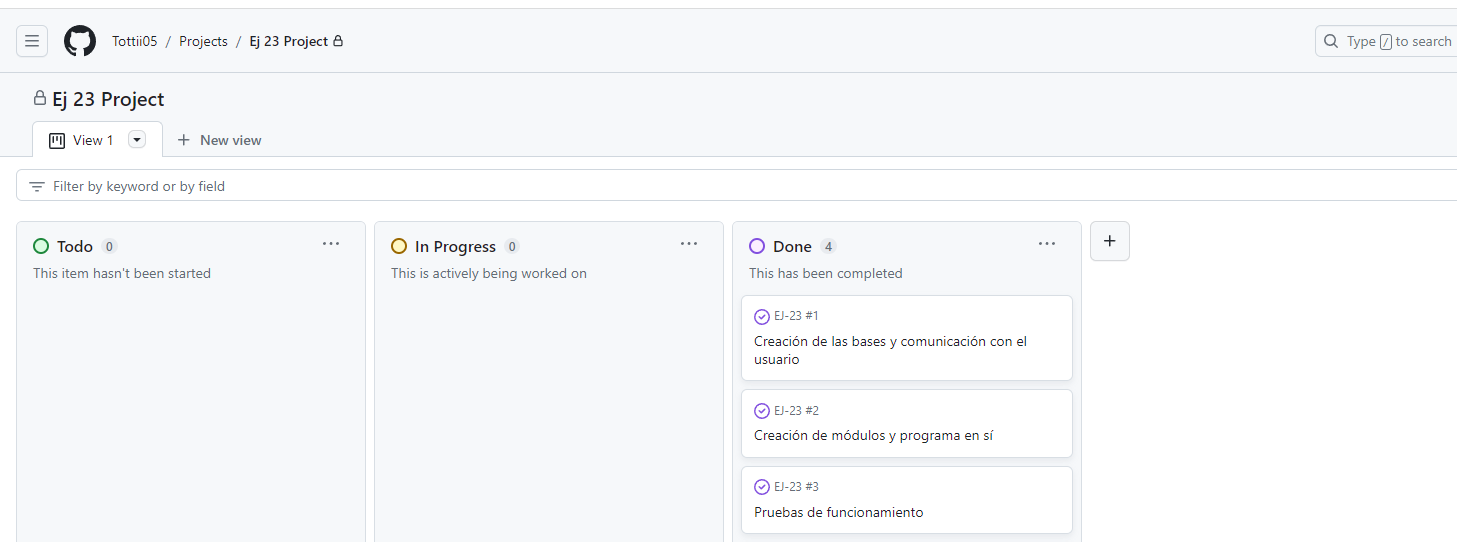 Tottii05 / Projects / Ej 23 Project
Type / to search
Ej 23 Project
View 1
New view
Filter by keyword or by field
Todo 0
This item hasn't been started
In Progress 0
This is actively being worked on
Done 4
This has been completed
EJ-23 #1
Creación de las bases y comunicación con el
usuario
EJ-23 #2
Creación de módulos y programa en sí
EJ-23 #3
Pruebas de funcionamiento